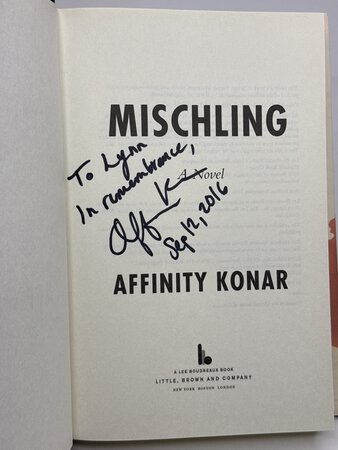 MISCHLING
To Lynn
In remembrance,
A Novel
Affin K
Sep 12, 2016
AFFINITY KONAR
A LEE BOUDREAUX BOOK
LITTLE, BROWN AND COMPANY
NEW YORK BOSTON LONDON